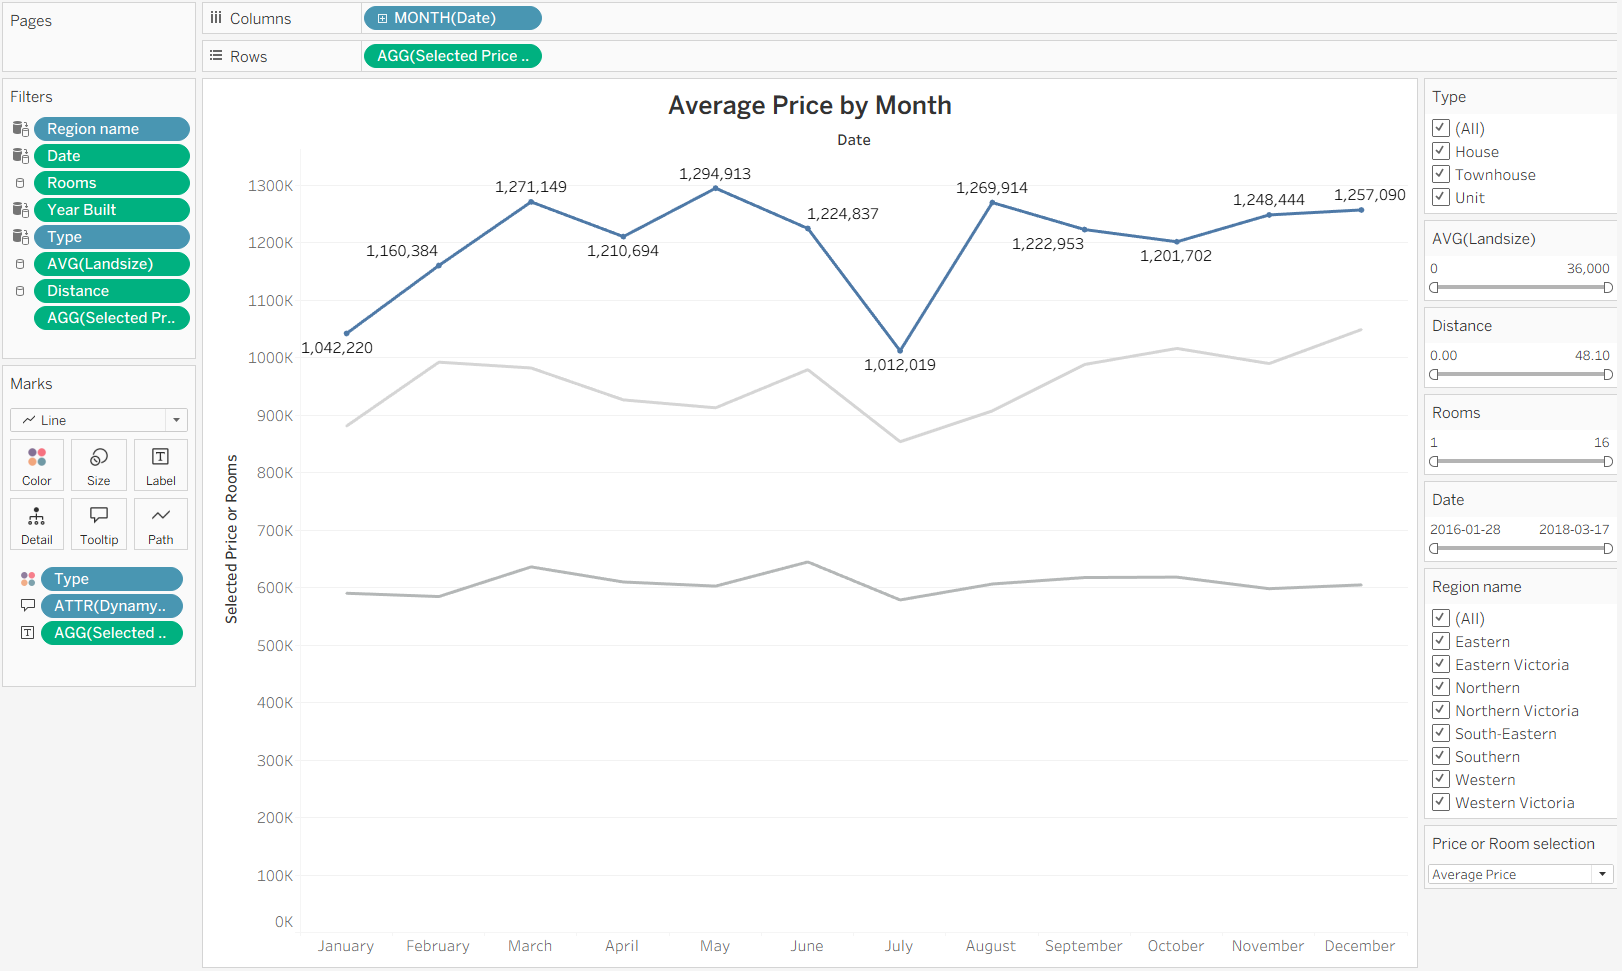 Pages
Columns
MONTH(Date)
Rows
AGG(Selected Price ..
Filters
Region name
Date
Rooms
Year Built
Type
AVG(Landsize)
Distance
AGG(Selected Pr..
Marks
Line
Color
Size
Label
Detail
Tooltip
Path
Type
ATTR(Dynamy..
AGG(Selected ..
Average Price by Month
Date
Selected Price or Rooms
1300K
1200K
1100K
1000K
900K
800K
700K
600K
500K
400K
300K
200K
100K
0K
1,042,220
1,160,384
1,271,149
1,210,694
1,294,913
1,224,837
1,012,019
1,269,914
1,222,953
1,201,702
1,248,444
1,257,090
January
February
March
April
May
June
July
August
September
October
November
December
Type
(All)
House
Townhouse
Unit
AVG(Landsize)
0 36,000
Distance
0.00 48.10
Rooms
1 16
Date
2016-01-28 2018-03-17
Region name
(All)
Eastern
Eastern Victoria
Northern
Northern Victoria
South-Eastern
Southern
Western
Western Victoria
Price or Room selection
Average Price